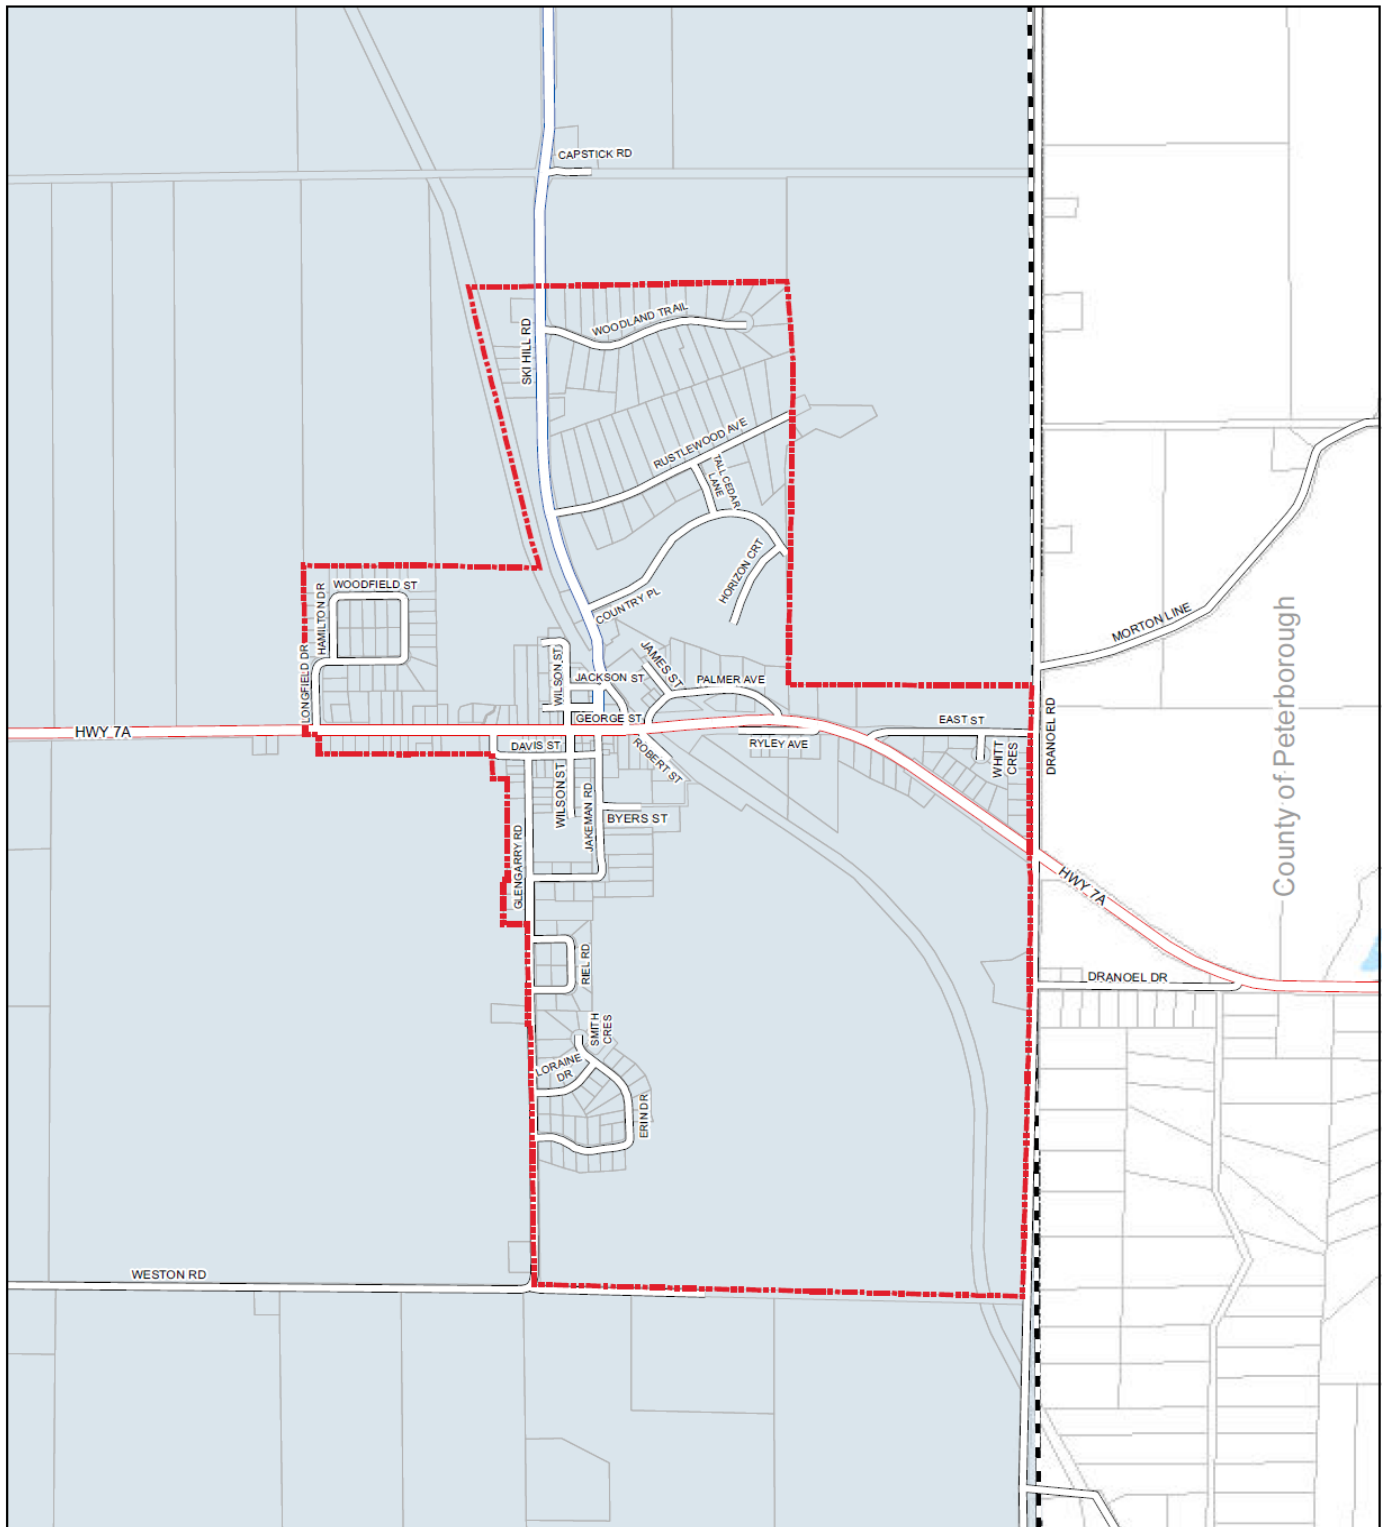 CAPSTICK RD
WOODLAND TRAIL
SKI HILL RD
RUSTLEWOOD AVE
TALL CEDAR
LANE
HORIZON CRT
COUNTRY PL
WOODFIELD ST
HAMILTON DR
LONGFIELD DR
MORTON LINE
County of Peterborough
JAMES ST
WILSON ST
JACKSON ST
PALMER AVE
GEORGE ST
EAST ST
HWY 7A
DAVIS ST
ROBERT ST
RYLEY AVE
WHITT
CRES
DRANOEL RD
WILSON ST
JAKEMAN RD
BYERS ST
GLENGARRY RD
HWY 7A
RIEL RD
DRANOEL DR
SMITH
CRES
LORAINE
DR
ERIN DR
WESTON RD